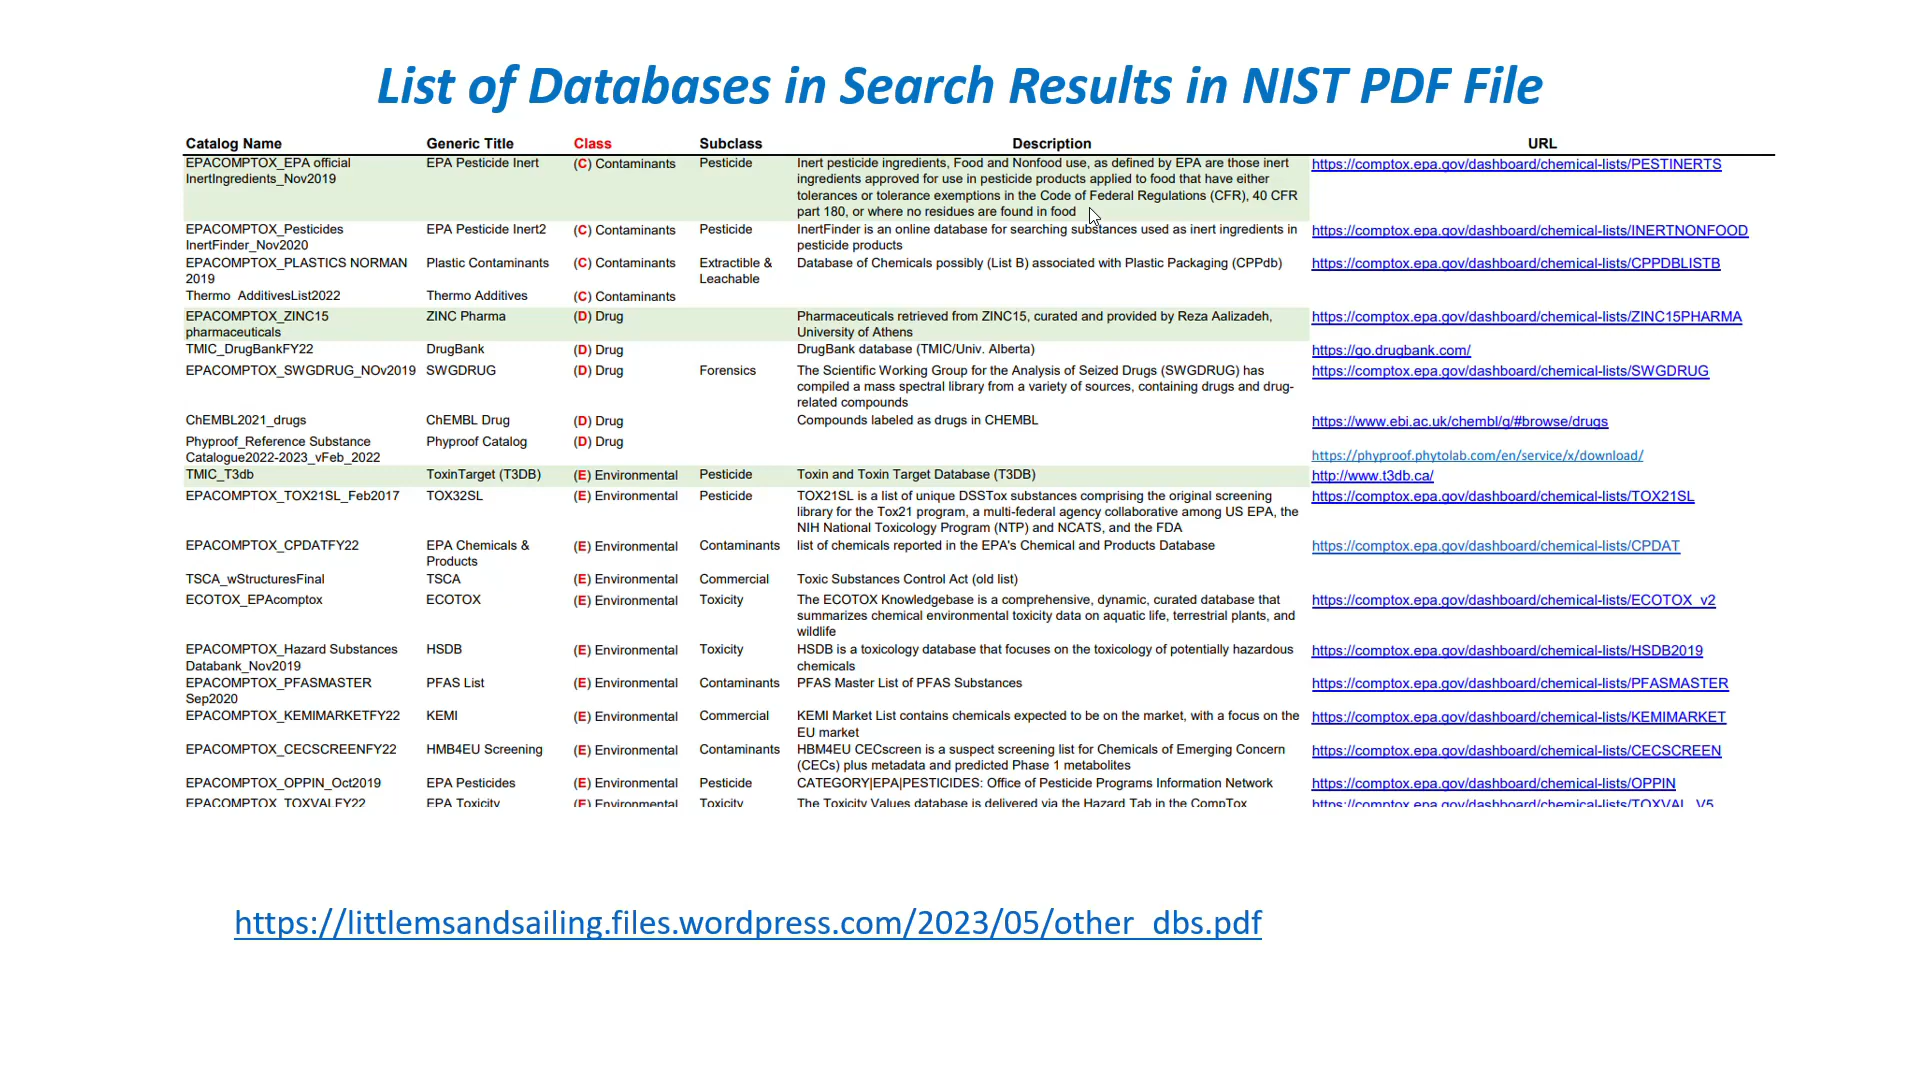 List of Databases in Search Results in NIST PDF File
Catalog Name Generic Title Class Subclass Description URL
EPACOMPTOX_EPA official EPA Pesticide Inert (C) Contaminants Pesticide Inert pesticide ingredients, Food and Nonfood use, as defined by EPA are those inert https://comptox.epa.gov/dashboard/chemical-lists/PESTINERTS
InertIngredients_Nov2019 ingredients approved for use in pesticide products applied to food that have either
tolerances or tolerance exemptions in the Code of Federal Regulations (CFR), 40 CFR
part 180, or where no residues are found in food
EPACOMPTOX_Pesticides EPA Pesticide Inert2 (C) Contaminants Pesticide InertFinder is an online database for searching substances used as inert ingredients in https://comptox.epa.gov/dashboard/chemical-lists/INERTNONFOOD
InertFinder_Nov2020 pesticide products
EPACOMPTOX_PLASTICS NORMAN Plastic Contaminants (C) Contaminants Extractible & Database of Chemicals possibly (List B) associated with Plastic Packaging (CPPdb) https://comptox.epa.gov/dashboard/chemical-lists/CPPDBLISTB
2019 Leachable
Thermo_AdditivesList2022 Thermo Additives (C) Contaminants
EPACOMPTOX_ZINC15 ZINC Pharma (D) Drug Pharmaceuticals retrieved from ZINC15, curated and provided by Reza Aalizadeh, https://comptox.epa.gov/dashboard/chemical-lists/ZINC15PHARMA
pharmaceuticals University of Athens
TMIC_DrugBankFY22 DrugBank (D) Drug DrugBank database (TMIC/Univ. Alberta) https://go.drugbank.com/
EPACOMPTOX_SWGDRUG_NOv2019 SWGDRUG (D) Drug Forensics The Scientific Working Group for the Analysis of Seized Drugs (SWGDRUG) has https://comptox.epa.gov/dashboard/chemical-lists/SWGDRUG
compiled a mass spectral library from a variety of sources, containing drugs and drug-
related compounds
ChEMBL2021_drugs ChEMBL Drug (D) Drug Compounds labeled as drugs in CHEMBL https://www.ebi.ac.uk/chembl/g/#browse/drugs
Phyproof_Reference Substance Phyproof Catalog (D) Drug
Catalogue2022-2023_vFeb_2022 https://phyproof.phytolab.com/en/service/x/download/
TMIC_T3db ToxinTarget (T3DB) (E) Environmental Pesticide Toxin and Toxin Target Database (T3DB) http://www.t3db.ca/
EPACOMPTOX_TOX21SL_Feb2017 TOX32SL (E) Environmental Pesticide TOX21SL is a list of unique DSSTox substances comprising the original screening https://comptox.epa.gov/dashboard/chemical-lists/TOX21SL
library for the Tox21 program, a multi-federal agency collaborative among US EPA, the
NIH National Toxicology Program (NTP) and NCATS, and the FDA
EPACOMPTOX_CPDATFY22 EPA Chemicals & (E) Environmental Contaminants list of chemicals reported in the EPA's Chemical and Products Database https://comptox.epa.gov/dashboard/chemical-lists/CPDAT
Products
TSCA_wStructuresFinal TSCA (E) Environmental Commercial Toxic Substances Control Act (old list)
ECOTOX_EPAcomptox ECOTOX (E) Environmental Toxicity The ECOTOX Knowledgebase is a comprehensive, dynamic, curated database that https://comptox.epa.gov/dashboard/chemical-lists/ECOTOX_v2
summarizes chemical environmental toxicity data on aquatic life, terrestrial plants, and
wildlife
EPACOMPTOX_Hazard Substances HSDB (E) Environmental Toxicity HSDB is a toxicology database that focuses on the toxicology of potentially hazardous https://comptox.epa.gov/dashboard/chemical-lists/HSDB2019
Databank_Nov2019 chemicals
EPACOMPTOX_PFASMASTER PFAS List (E) Environmental Contaminants PFAS Master List of PFAS Substances https://comptox.epa.gov/dashboard/chemical-lists/PFASMASTER
Sep2020
EPACOMPTOX_KEMIMARKETFY22 KEMI (E) Environmental Commercial KEMI Market List contains chemicals expected to be on the market, with a focus on the https://comptox.epa.gov/dashboard/chemical-lists/KEMIMARKET
EU market
EPACOMPTOX_CECSCREENFY22 HMB4EU Screening (E) Environmental Contaminants HBM4EU CECscreen is a suspect screening list for Chemicals of Emerging Concern https://comptox.epa.gov/dashboard/chemical-lists/CECSCREEN
(CECs) plus metadata and predicted Phase 1 metabolites
EPACOMPTOX_OPPIN_Oct2019 EPA Pesticides (E) Environmental Pesticide CATEGORY|EPA|PESTICIDES: Office of Pesticide Programs Information Network https://comptox.epa.gov/dashboard/chemical-lists/OPPIN
EPACOMPTOX_TOXVALFY22 EPA Toxicity (E) Environmental Toxicity The Toxicity Values database is delivered via the Hazard Tab in the CompTox https://comptox.epa.gov/dashboard/chemical-lists/TOXVAL_V5
https://littlemsandsailing.files.wordpress.com/2023/05/other_dbs.pdf